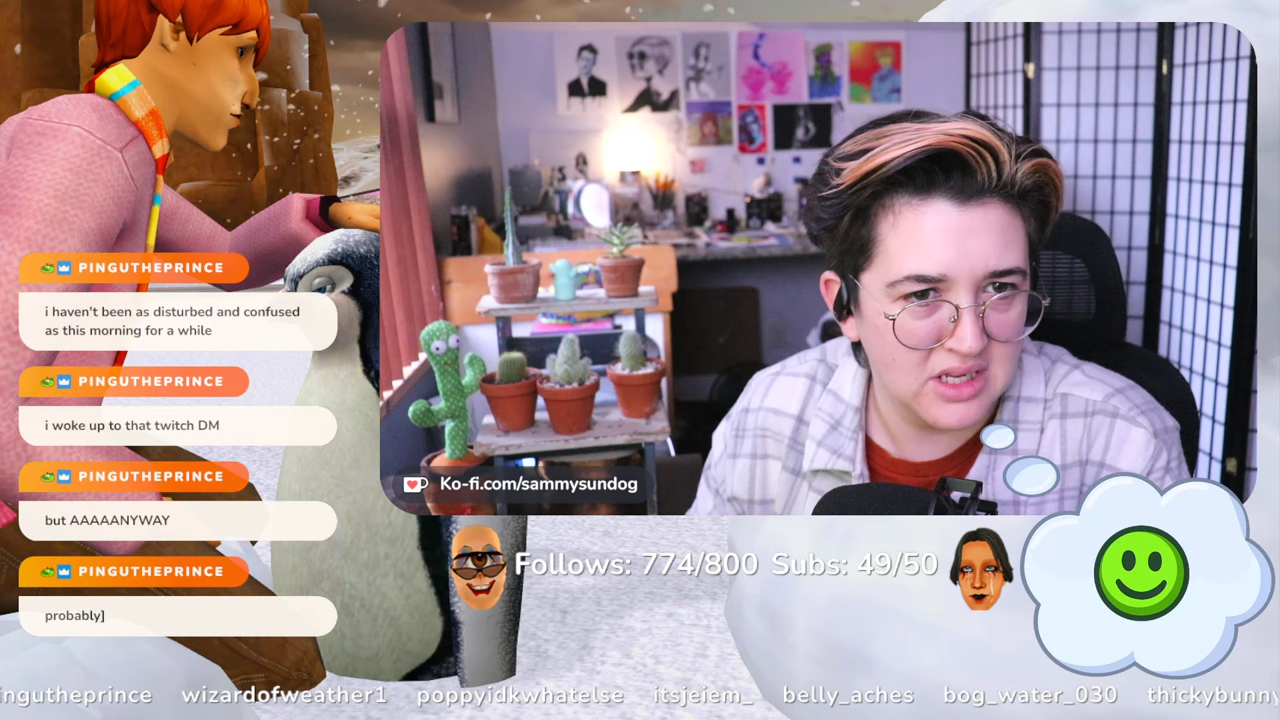 PINGUTHEPRINCE
i haven't been as disturbed and confused
as this morning for a while
PINGUTHEPRINCE
i woke up to that twitch DM
PINGUTHEPRINCE
but AAAAANYWAY
PINGUTHEPRINCE
probably]
Ko-fi.com/sammysundog
Follows: 774/800 Subs: 49/50
ingutheprince wizardofweather1 poppyidkwhatelse itsjeiem_ belly_aches bog_water_030 thickybunny